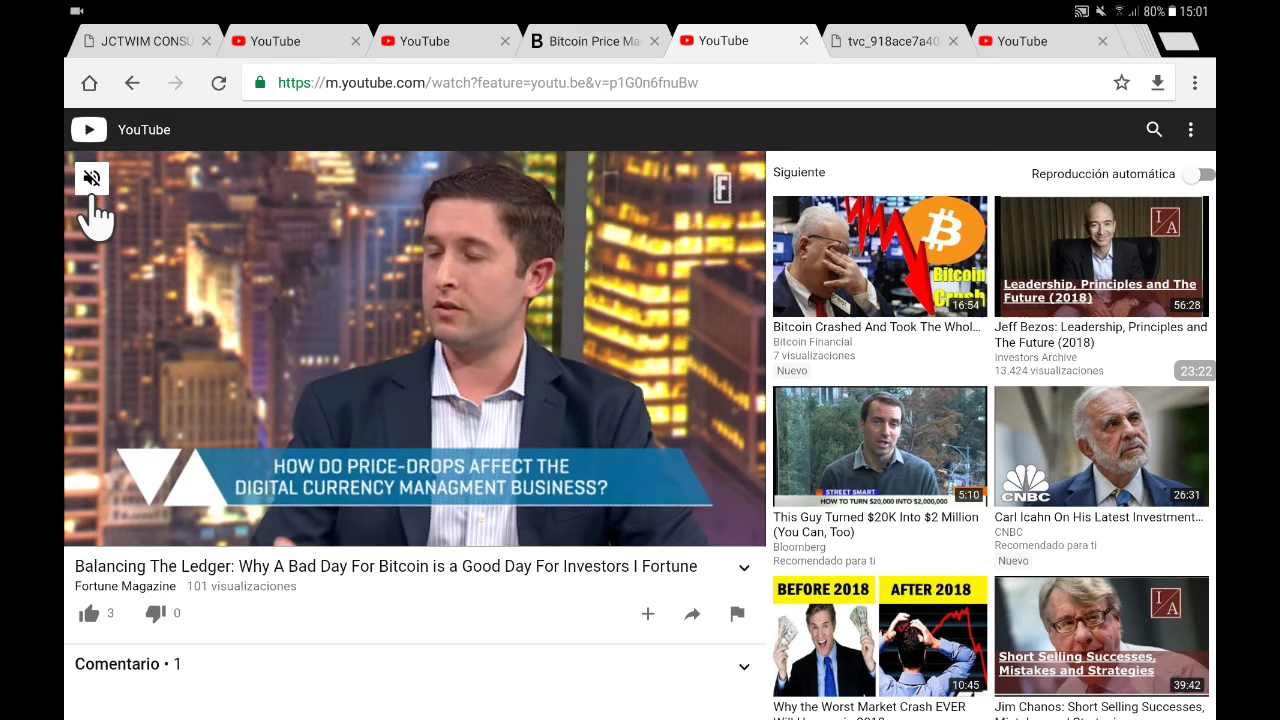 80% 15:01
JCTWIM CONSU
YouTube
YouTube
Bitcoin Price Ma
YouTube
tvc_918ace7a40
YouTube
https://m.youtube.com/watch?feature=youtu.be&v=p1G0n6fnuBw
YouTube
F
HOW DO PRICE-DROPS AFFECT THE
DIGITAL CURRENCY MANAGMENT BUSINESS?
Balancing The Ledger: Why A Bad Day For Bitcoin is a Good Day For Investors I Fortune
Fortune Magazine 101 visualizaciones
3 0
Comentario • 1
Siguiente
Reproducción automática
Bitcoin
Crash
16:54
Bitcoin Crashed And Took The Whol...
Bitcoin Financial
7 visualizaciones
Nuevo
I/A
Leadership, Principles and The
Future (2018)
56:28
Jeff Bezos: Leadership, Principles and
The Future (2018)
Investors Archive
13.424 visualizaciones
23:22
STREET SMART
HOW TO TURN $20,000 INTO $2,000,000
5:10
This Guy Turned $20K Into $2 Million
(You Can, Too)
Bloomberg
Recomendado para ti
CNBC
26:31
Carl Icahn On His Latest Investment...
CNBC
Recomendado para ti
Nuevo
BEFORE 2018
AFTER 2018
10:45
Why the Worst Market Crash EVER
I/A
Short Selling Successes,
Mistakes and Strategies
39:42
Jim Chanos: Short Selling Successes,